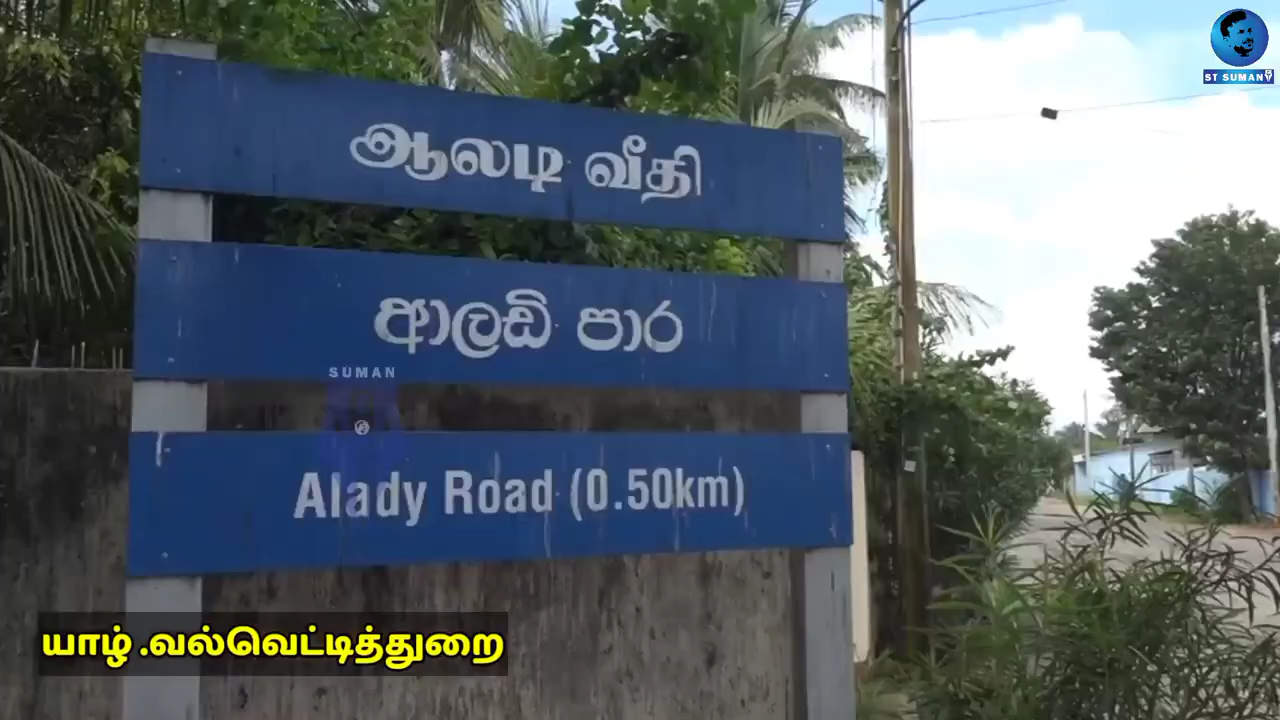 ST SUMAN
ஆலடி வீதி
ආලඩි පාර
SUMAN
Alady Road (0.50km)
யாழ் .வல்வெட்டித்துறை